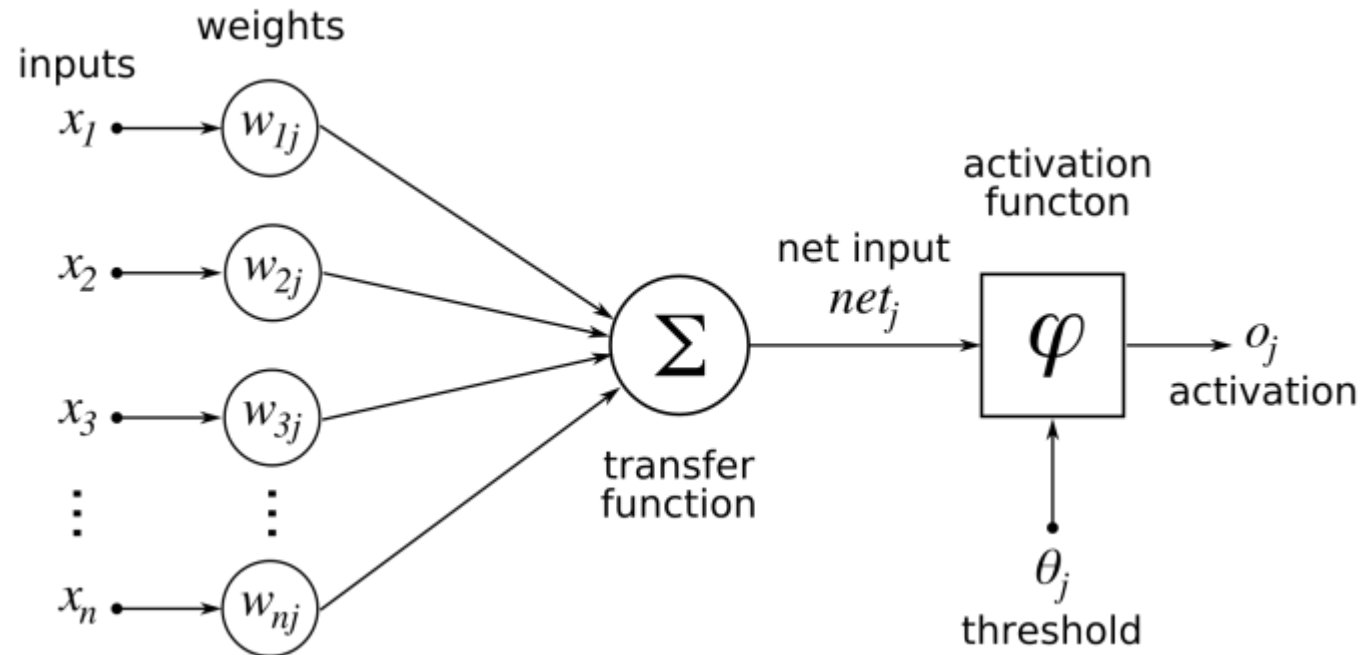 weights
inputs
x₁
w₁ⱼ
activation
functon
x₂
w₂ⱼ
net input
netⱼ
Σ
φ
oⱼ
activation
x₃
w₃ⱼ
transfer
function
⋮ ⋮
θⱼ
threshold
xₙ
wₙⱼ